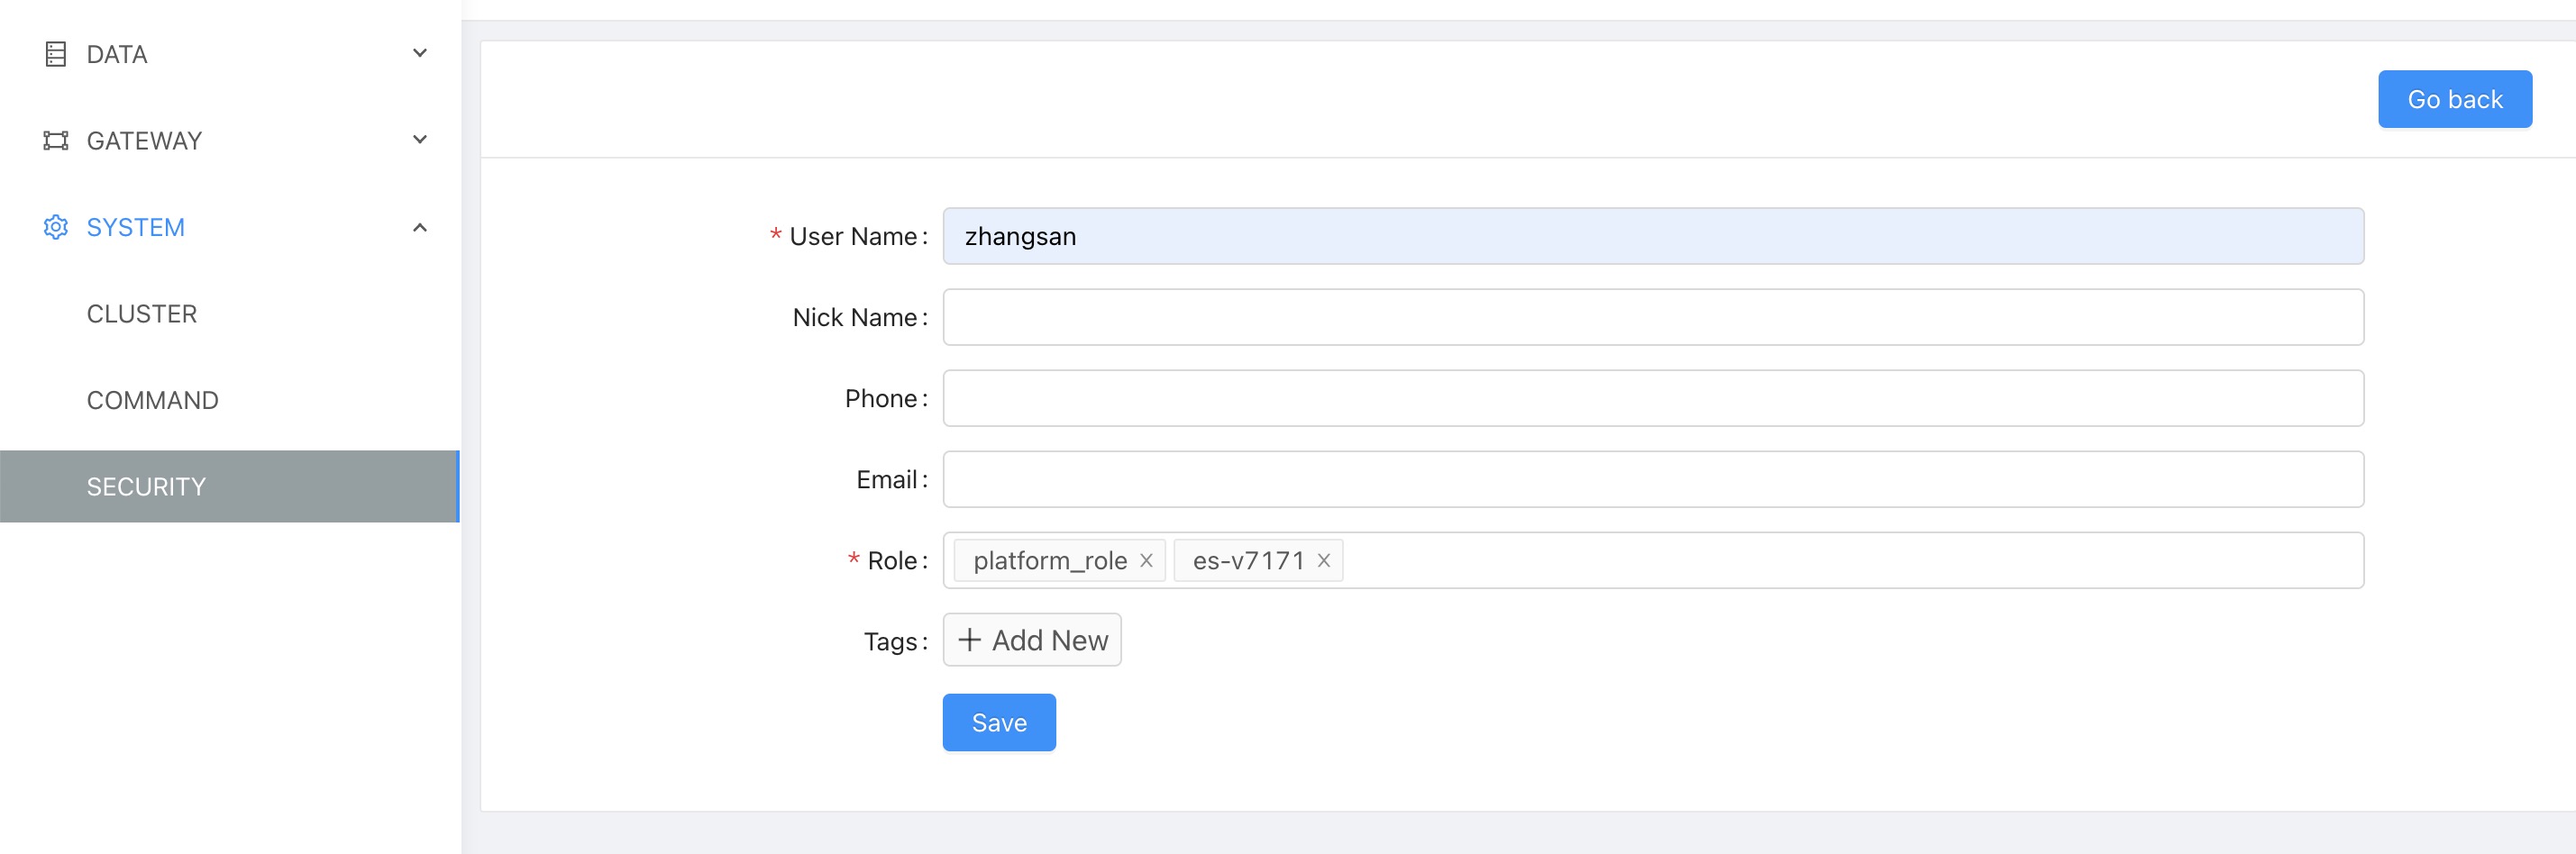 DATA
GATEWAY
SYSTEM
CLUSTER
COMMAND
SECURITY
Go back
* User Name: zhangsan
Nick Name:
Phone:
Email:
* Role: platform_role es-v7171
Tags: + Add New
Save